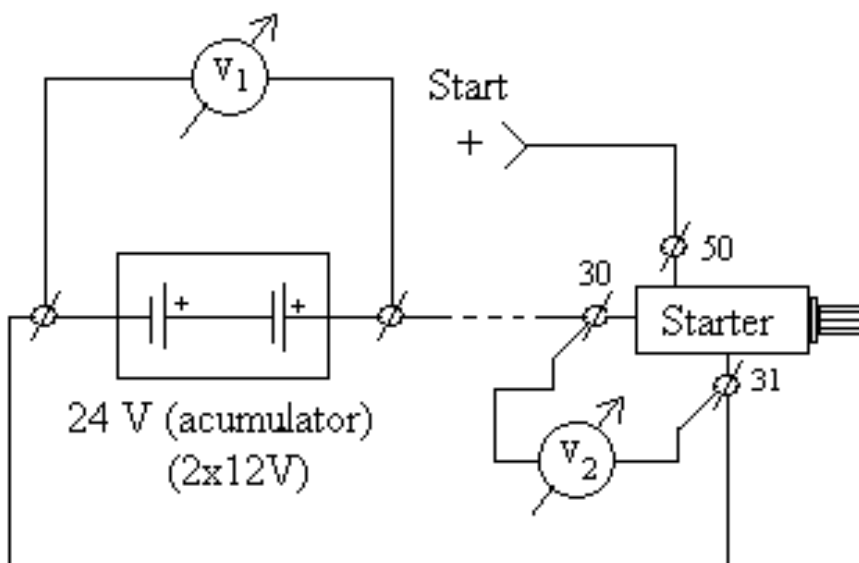 V1
Start
+
50
30
+ +
Starter
31
24 V (acumulator)
(2x12V)
V2